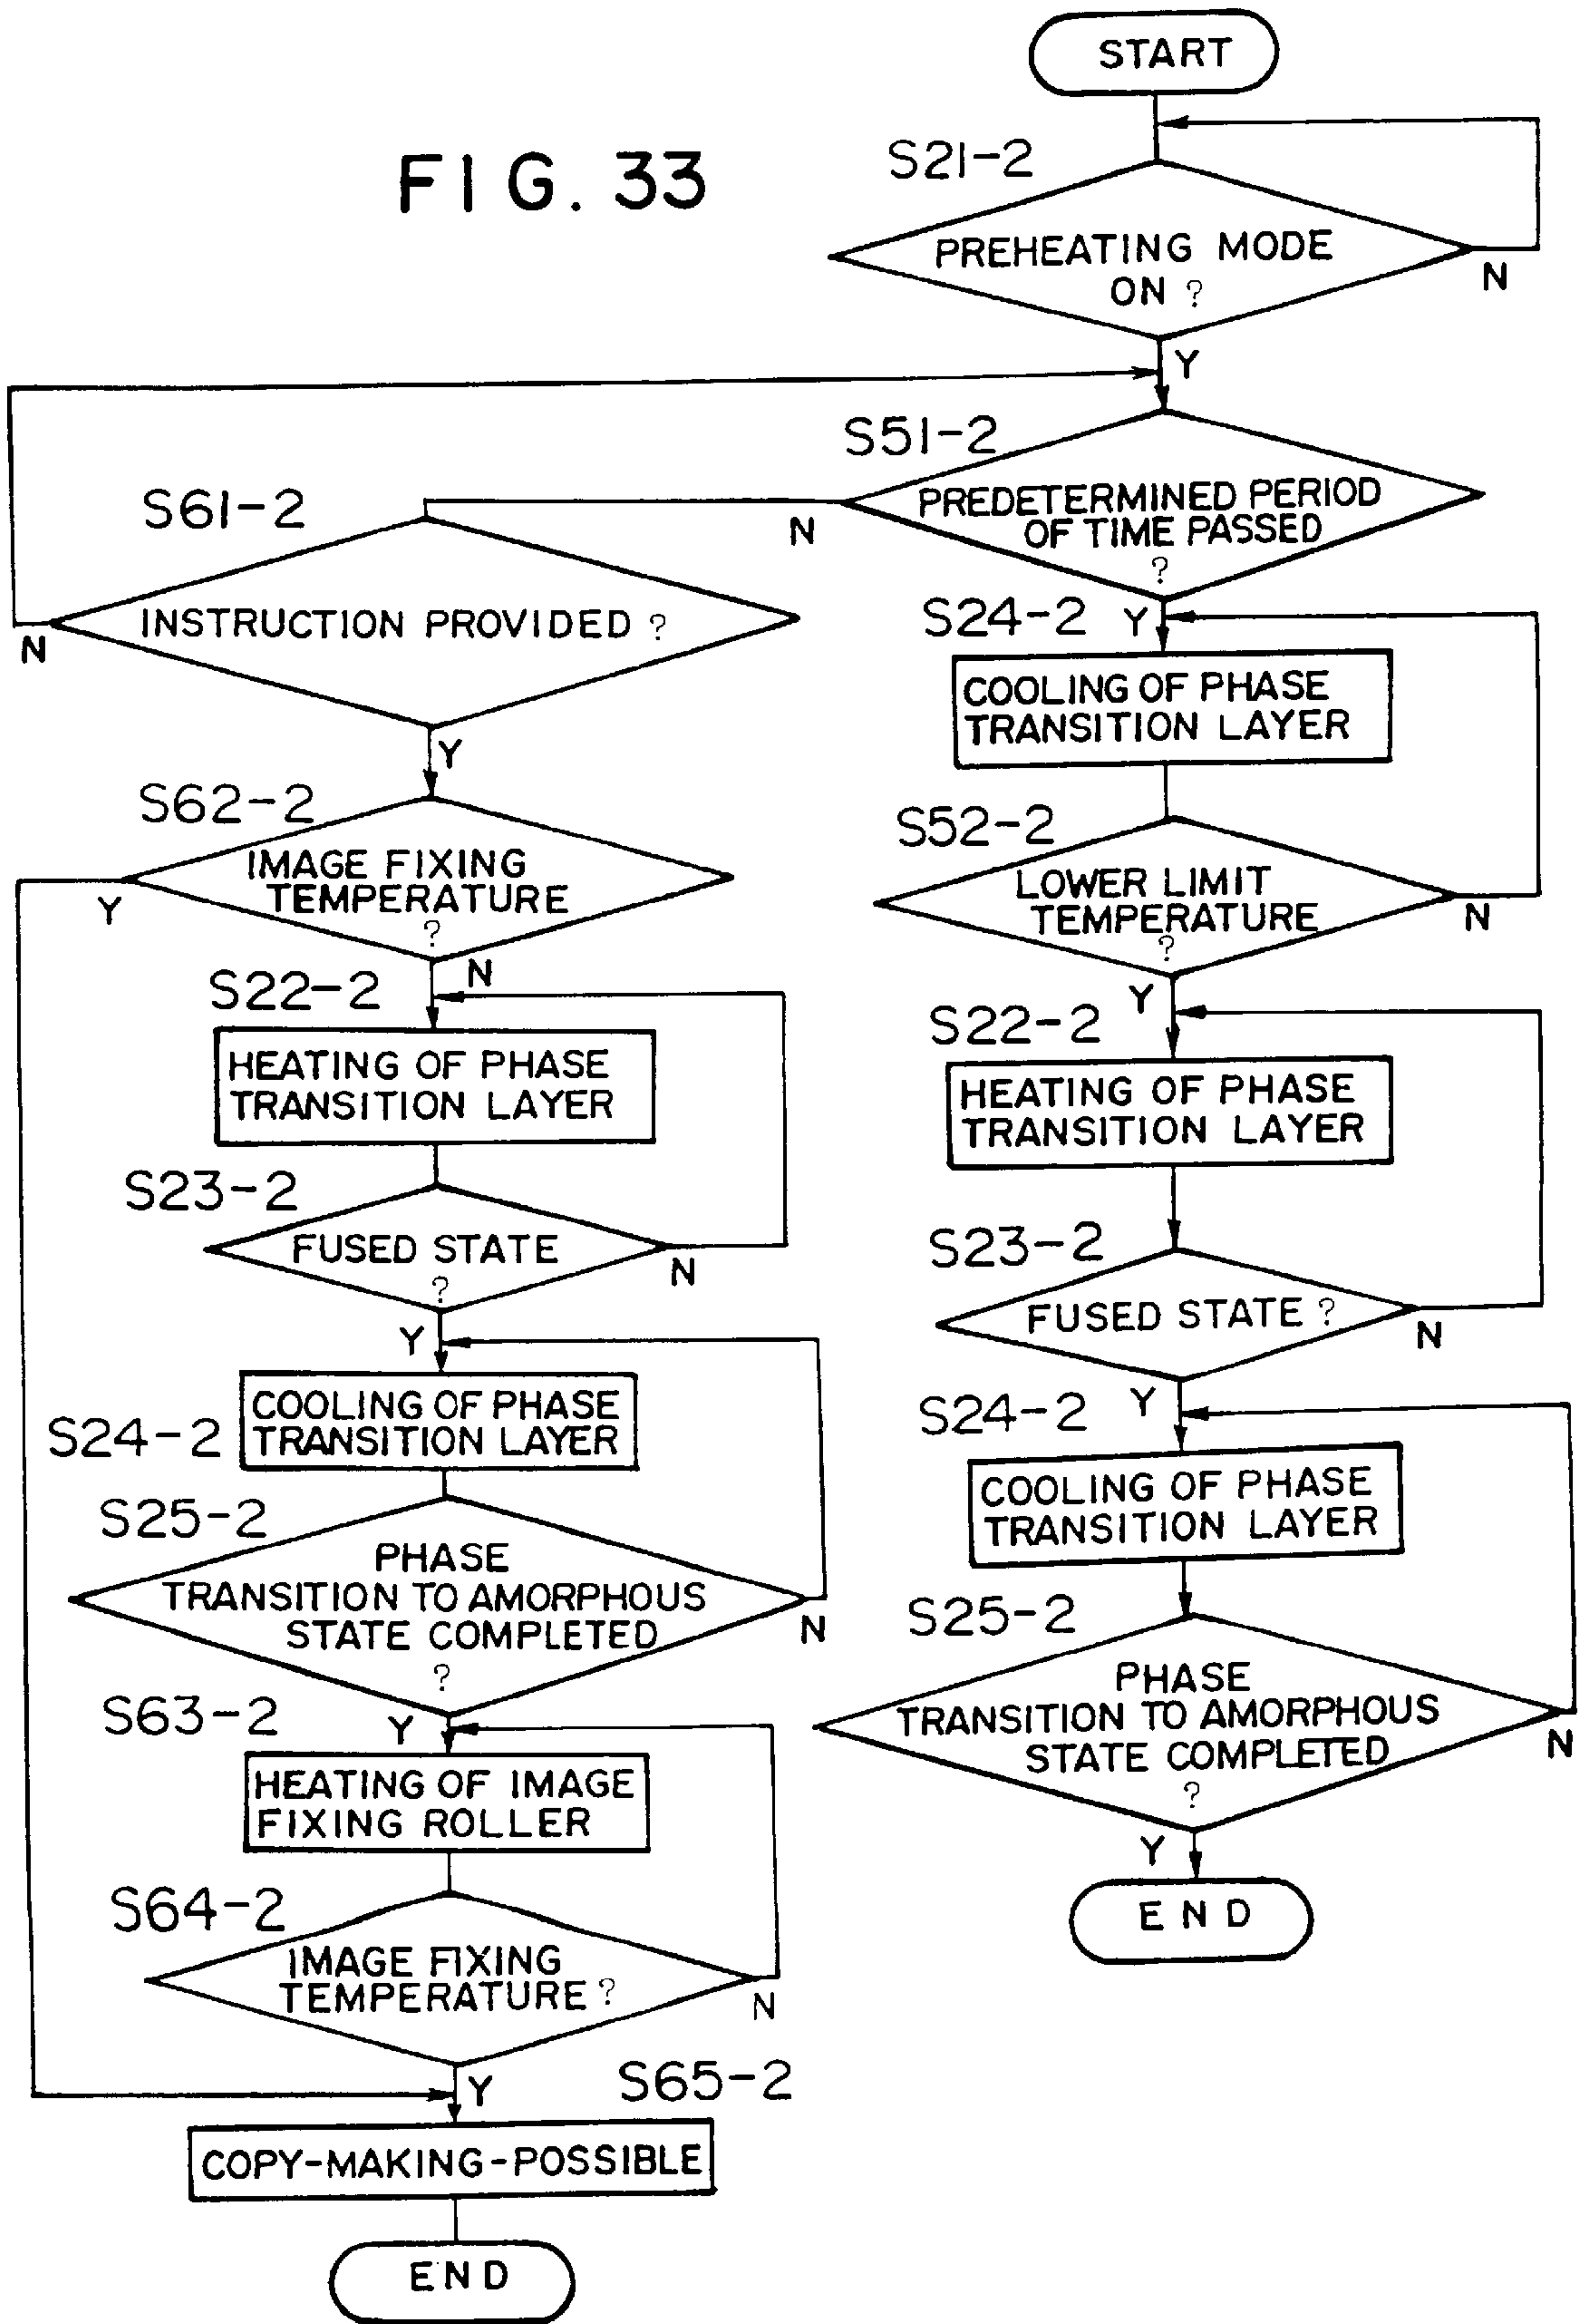 FIG. 33
START
S21-2
PREHEATING MODE
ON ?
N
Y
S51-2
PREDETERMINED PERIOD
OF TIME PASSED
?
N
Y
S61-2
INSTRUCTION PROVIDED ?
N
Y
S62-2
IMAGE FIXING
TEMPERATURE
?
Y
N
S22-2
HEATING OF PHASE
TRANSITION LAYER
S23-2
FUSED STATE
?
N
Y
S24-2
COOLING OF PHASE
TRANSITION LAYER
S25-2
PHASE
TRANSITION TO AMORPHOUS
STATE COMPLETED
?
N
Y
S63-2
HEATING OF IMAGE
FIXING ROLLER
S64-2
IMAGE FIXING
TEMPERATURE ?
N
Y
S65-2
COPY-MAKING-POSSIBLE
END
S24-2
COOLING OF PHASE
TRANSITION LAYER
S52-2
LOWER LIMIT
TEMPERATURE
?
N
Y
S22-2
HEATING OF PHASE
TRANSITION LAYER
S23-2
FUSED STATE ?
N
Y
S24-2
COOLING OF PHASE
TRANSITION LAYER
S25-2
PHASE
TRANSITION TO AMORPHOUS
STATE COMPLETED
?
N
Y
END